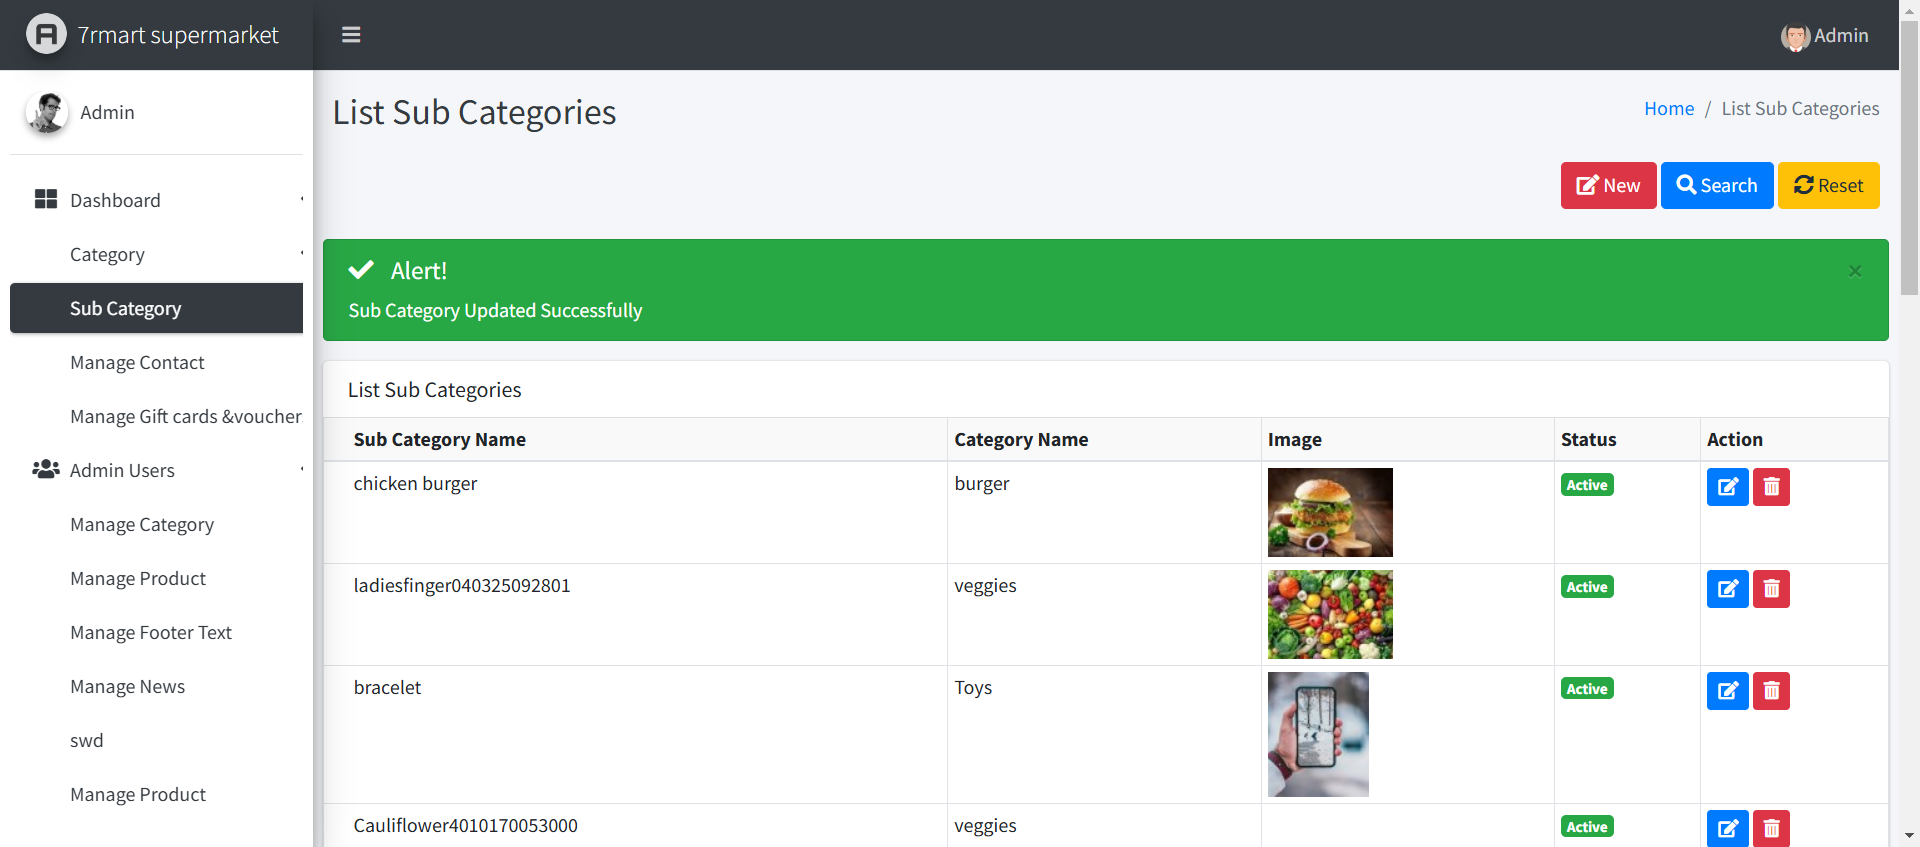 7rmart supermarket
Admin
Admin
List Sub Categories
Home / List Sub Categories
New
Search
Reset
Dashboard
Category
Sub Category
Manage Contact
Manage Gift cards &voucher
Admin Users
Manage Category
Manage Product
Manage Footer Text
Manage News
swd
Manage Product
Alert!
×
Sub Category Updated Successfully
List Sub Categories
Sub Category Name Category Name Image Status Action
chicken burger burger Active
ladiesfinger040325092801 veggies Active
bracelet Toys Active
Cauliflower4010170053000 veggies Active